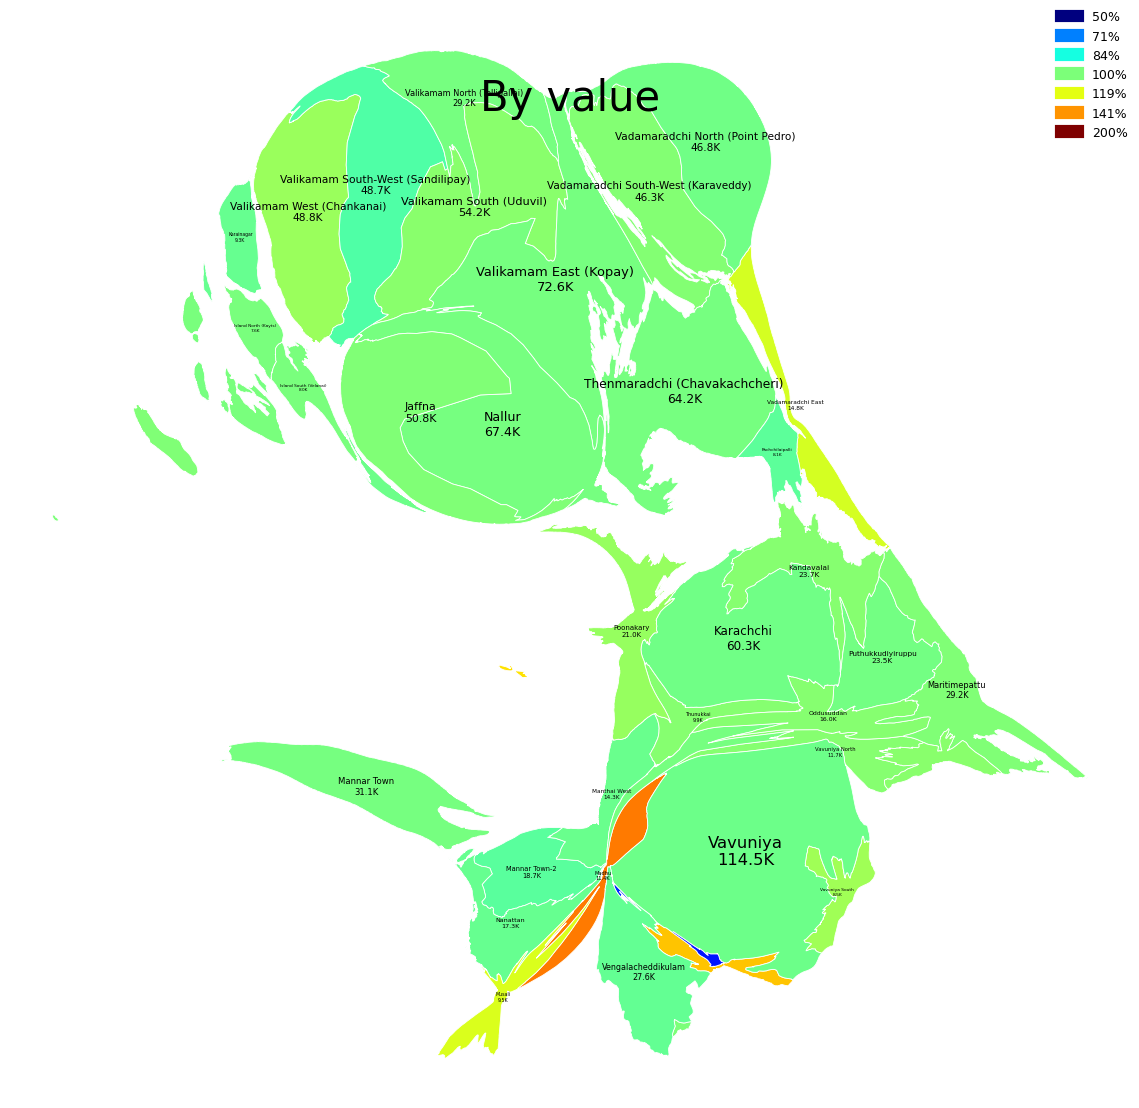 50%
71%
84%
100%
119%
141%
200%
By value
Valikamam North (Tellipallai)
29.2K
Vadamaradchi North (Point Pedro)
46.8K
Valikamam South-West (Sandilipay)
48.7K
Vadamaradchi South-West (Karaveddy)
46.3K
Valikamam West (Chankanai)
48.8K
Valikamam South (Uduvil)
54.2K
Karainagar
9.3K
Valikamam East (Kopay)
72.6K
Island North (Kayts)
Island South (Velanai)
Thenmaradchi (Chavakachcheri)
64.2K
Jaffna
50.8K
Nallur
67.4K
Vadamaradchi East
14.8K
Pachchilaipalli
8.1K
Kandavalai
23.7K
Poonakary
21.0K
Karachchi
60.3K
Puthukkudiyiruppu
23.5K
Maritimepattu
29.2K
Thunukkai
9.9K
Oddusuddan
16.0K
Vavuniya North
11.7K
Mannar Town
31.1K
Manthai West
14.3K
Vavuniya
114.5K
Mannar Town-2
18.7K
Madhu
11.4K
Vavuniya South
Nanattan
17.3K
Vengalacheddikulam
27.6K
Musali
9.5K